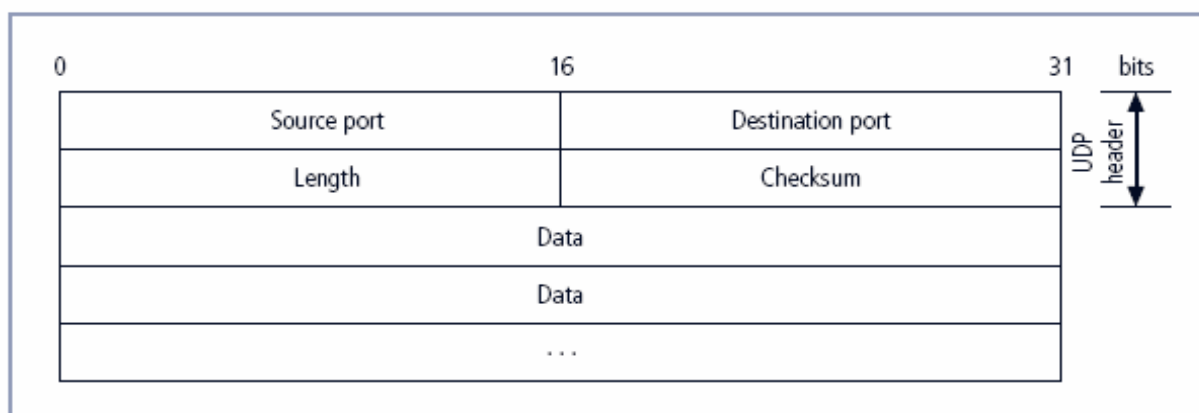 0 16 31 bits
Source port Destination port
Length Checksum
UDP header
Data
Data
...